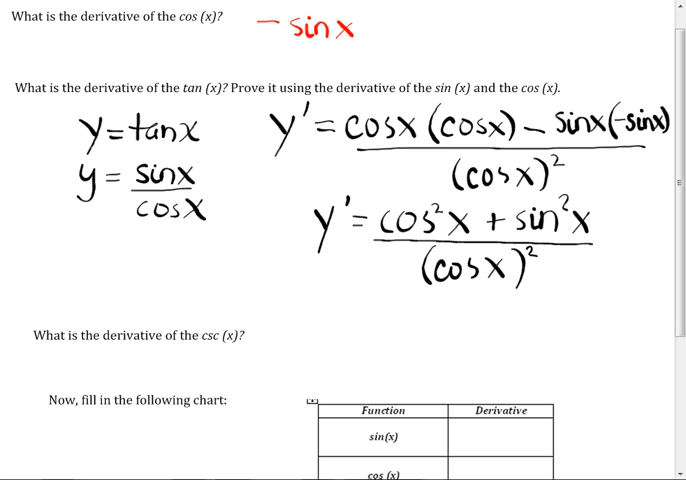 What is the derivative of the cos (x)?
- sin x
What is the derivative of the tan (x)? Prove it using the derivative of the sin (x) and the cos (x).
y = tan x
y = sin x / cos x
y' = cos x (cos x) - sin x (-sin x) / (cos x)²
y' = cos² x + sin² x / (cos x)²
What is the derivative of the csc (x)?
Now, fill in the following chart:
Function Derivative
sin(x)
cos (x)